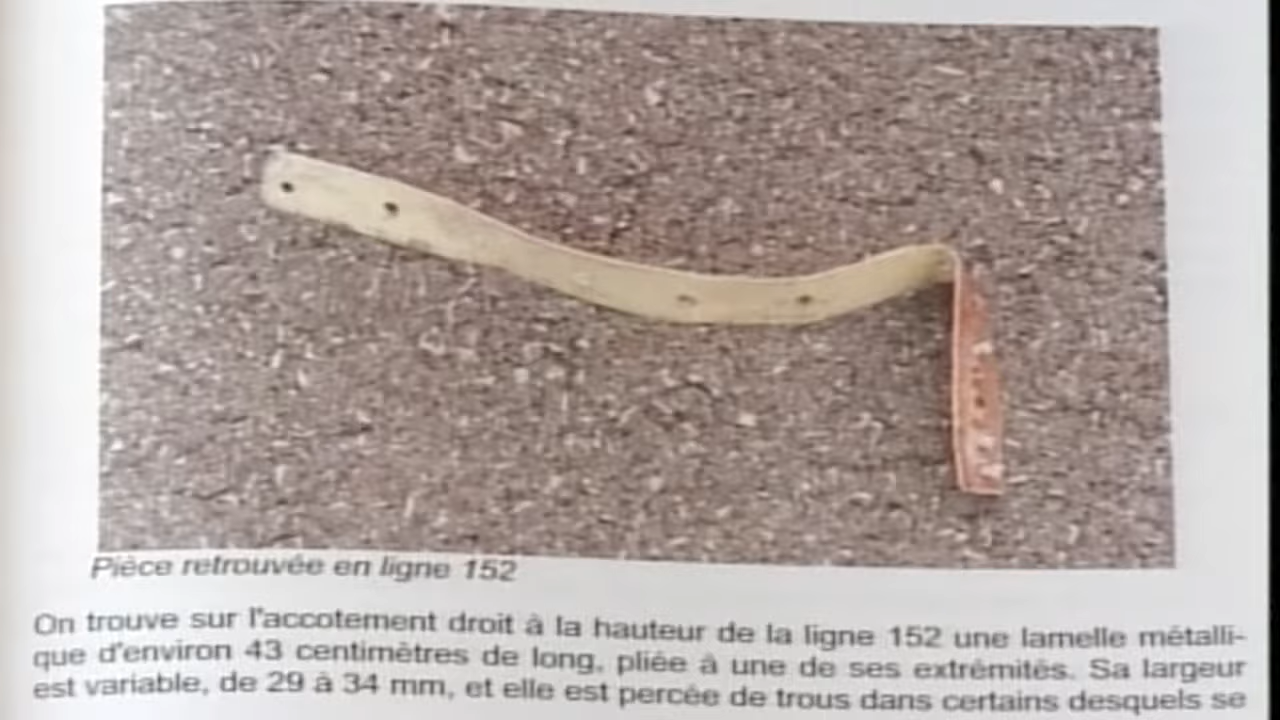 Pièce retrouvée en ligne 152
On trouve sur l'accotement droit à la hauteur de la ligne 152 une lamelle métalli-
que d'environ 43 centimètres de long, pliée à une de ses extrémités. Sa largeur
est variable, de 29 à 34 mm, et elle est percée de trous dans certains desquels se